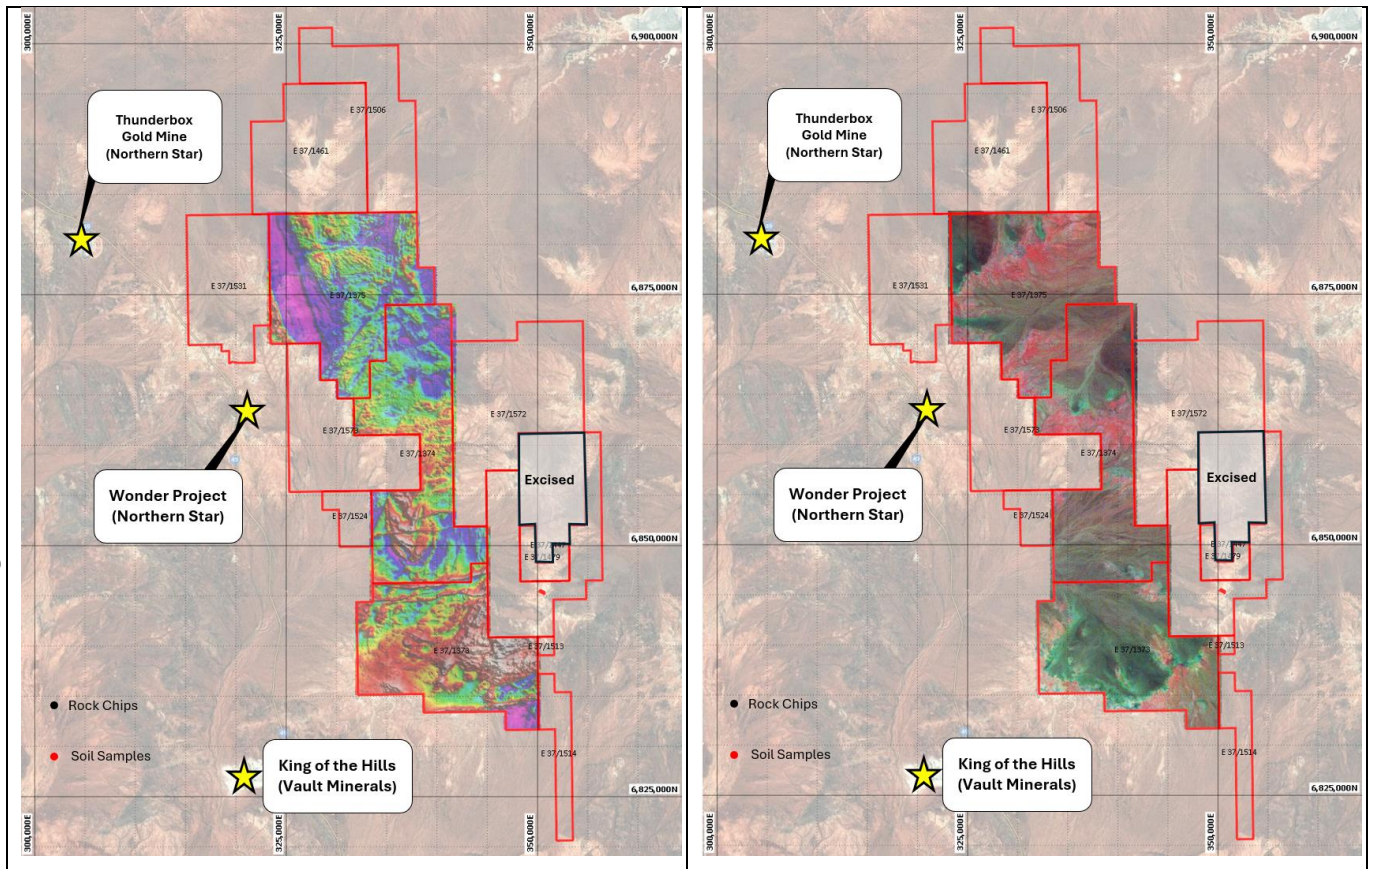 300,000E
325,000E
350,000E
6,900,000N
E 37/1506
Thunderbox
Gold Mine
(Northern Star)
E 37/1461
E 37/1531
E 37/1375
6,875,000N
E 37/1572
E 37/1573
E 37/1374
Excised
Wonder Project
(Northern Star)
E 37/1524
6,850,000N
E 37/1479
E 37/1513
E 37/1373
Rock Chips
Soil Samples
E 37/1514
King of the Hills
(Vault Minerals)
6,825,000N
300,000E
325,000E
350,000E
300,000E
325,000E
350,000E
6,900,000N
E 37/1506
Thunderbox
Gold Mine
(Northern Star)
E 37/1461
E 37/1531
E 37/1375
6,875,000N
E 37/1572
E 37/1573
E 37/1374
Excised
Wonder Project
(Northern Star)
E 37/1524
6,850,000N
E 37/1479
E 37/1513
E 37/1373
Rock Chips
Soil Samples
E 37/1514
King of the Hills
(Vault Minerals)
6,825,000N
300,000E
325,000E
350,000E